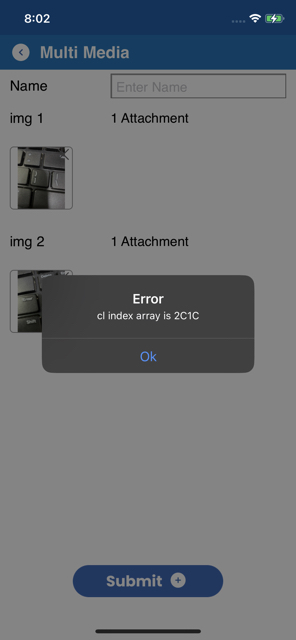 8:02
Multi Media
Name Enter Name
img 1 1 Attachment
img 2 1 Attachment
Error
cl index array is 2C1C
Ok
Submit